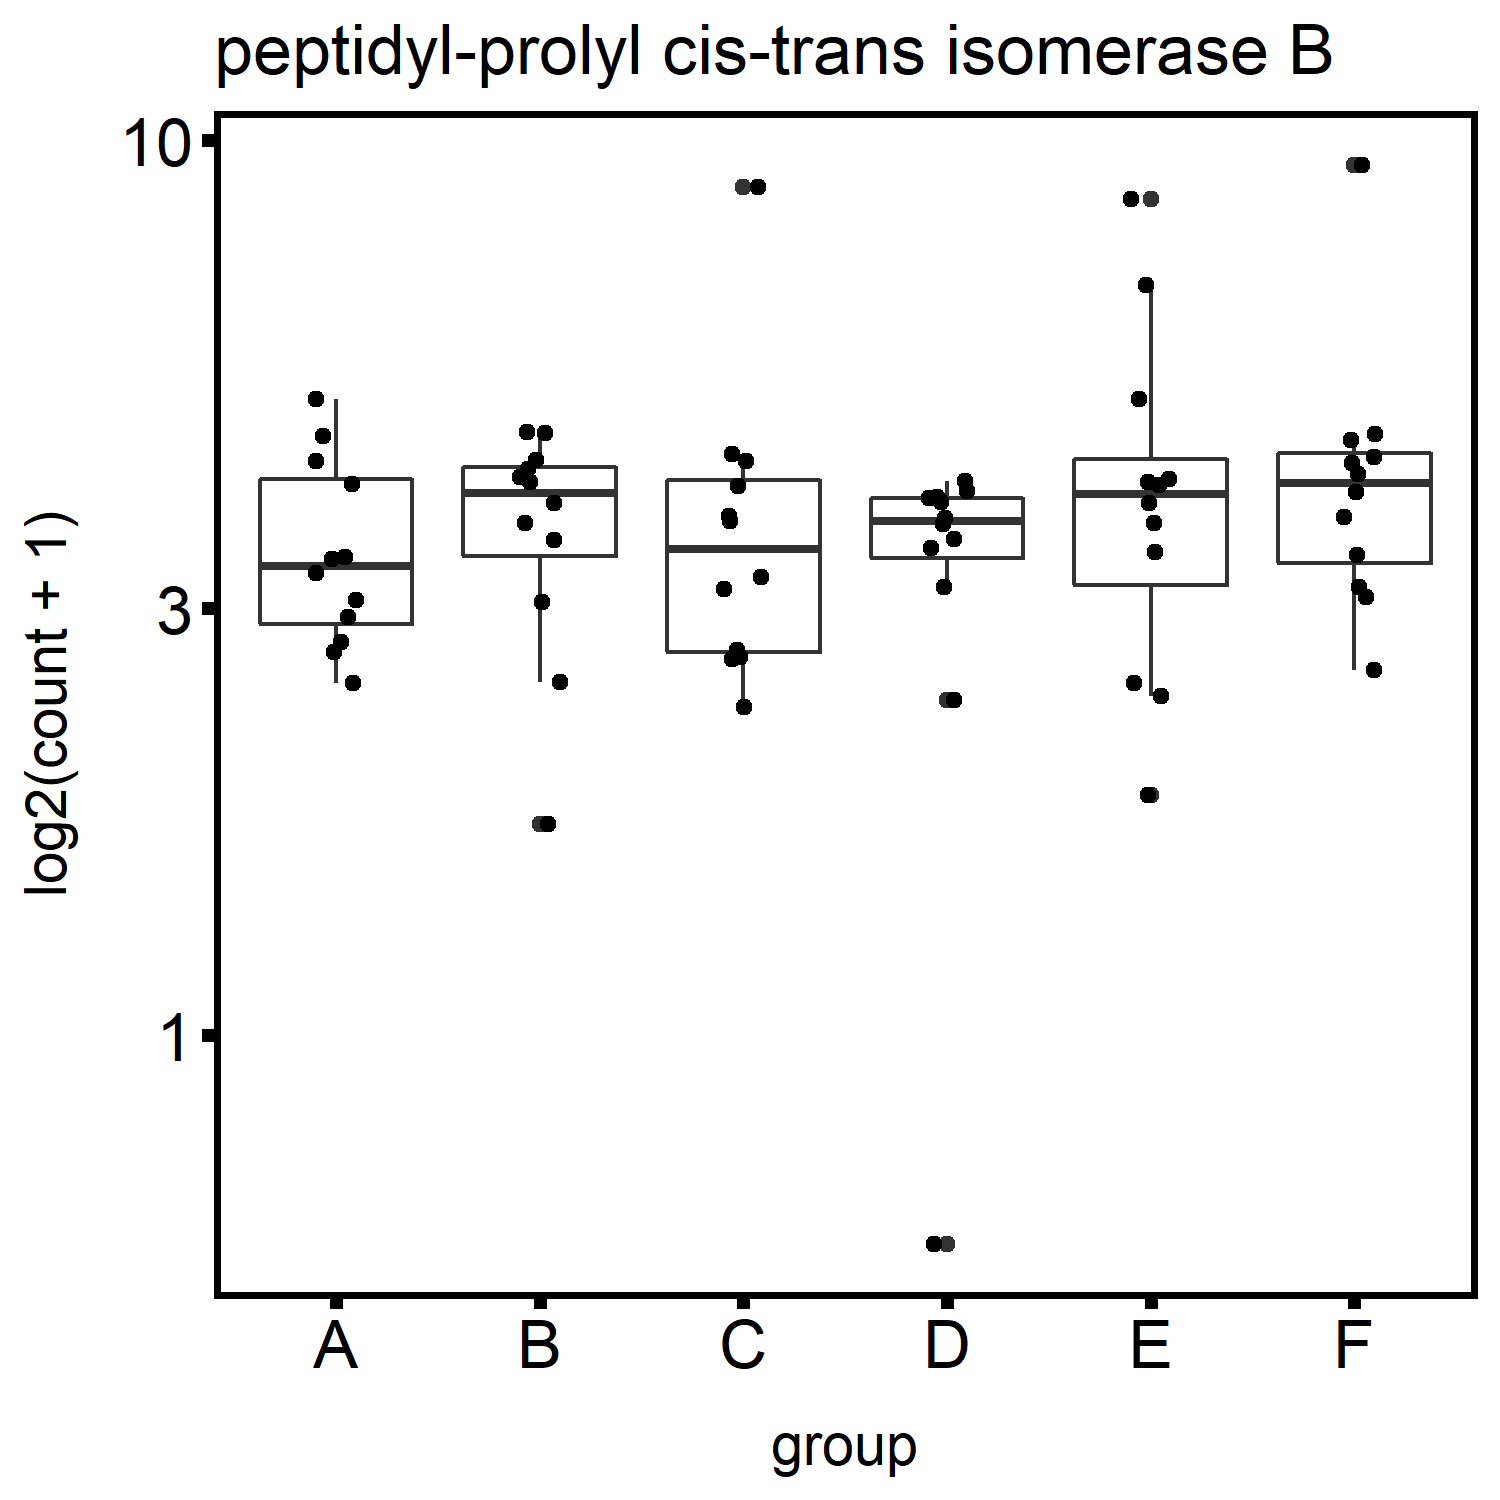 peptidyl-prolyl cis-trans isomerase B
10
3
1
log2(count + 1)
A B C D E F
group